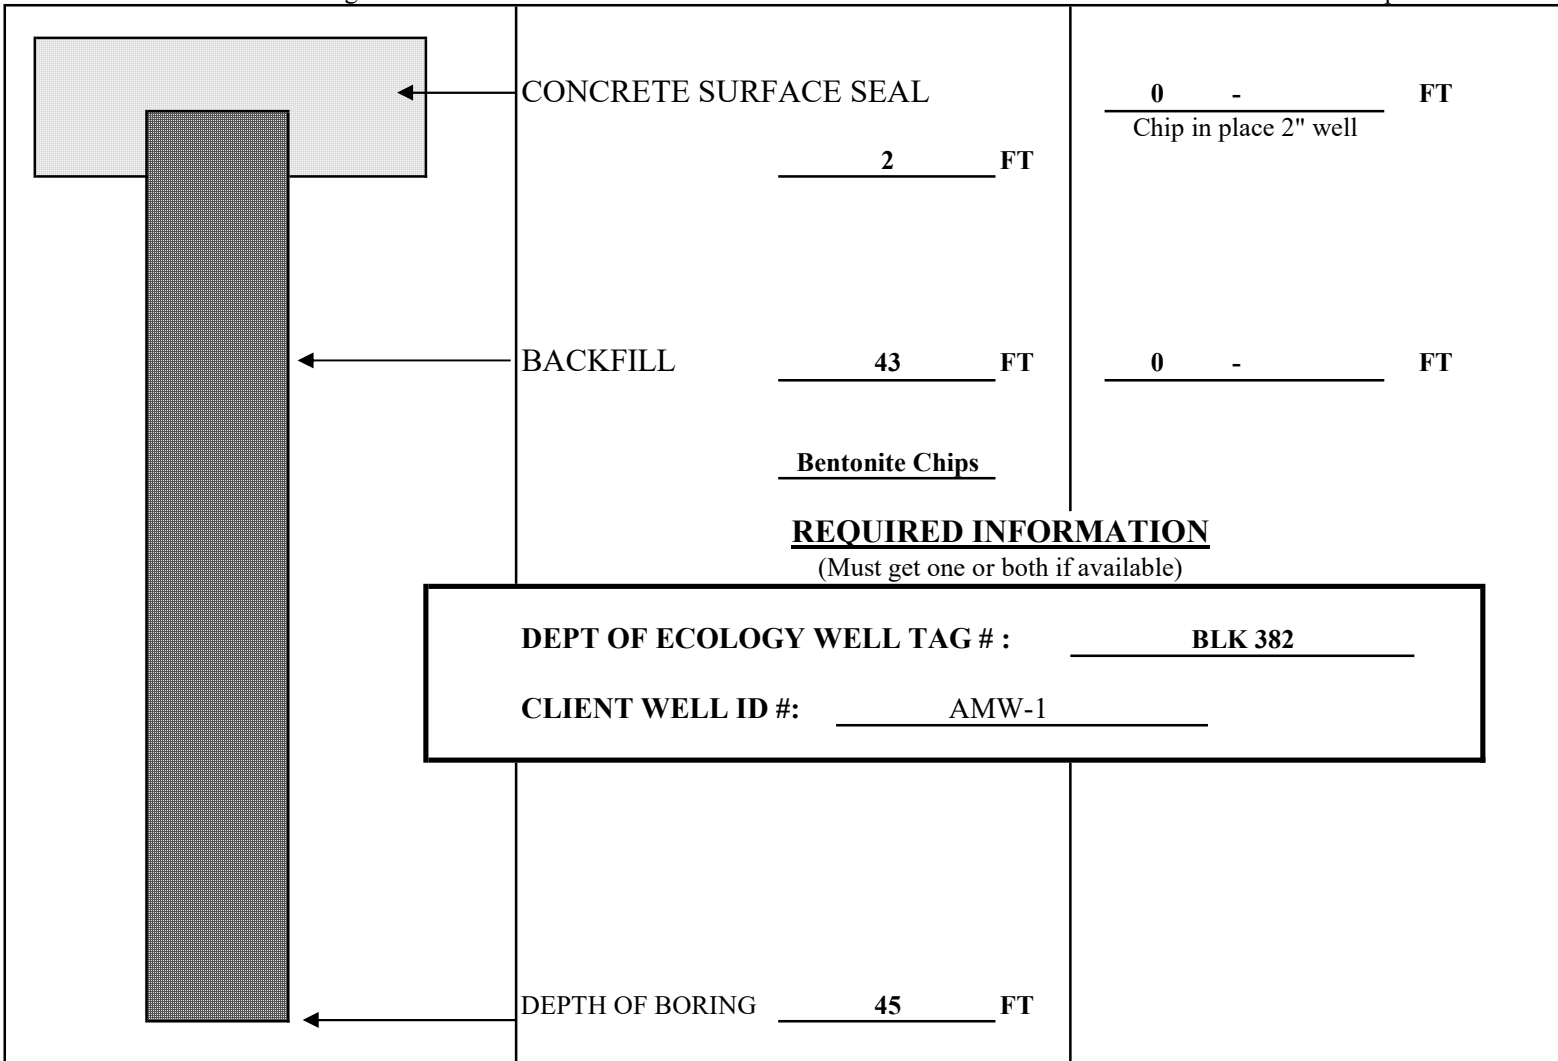 CONCRETE SURFACE SEAL 0 - FT
Chip in place 2" well
2 FT
BACKFILL 43 FT 0 - FT
Bentonite Chips
REQUIRED INFORMATION
(Must get one or both if available)
DEPT OF ECOLOGY WELL TAG # : BLK 382
CLIENT WELL ID #: AMW-1
DEPTH OF BORING 45 FT